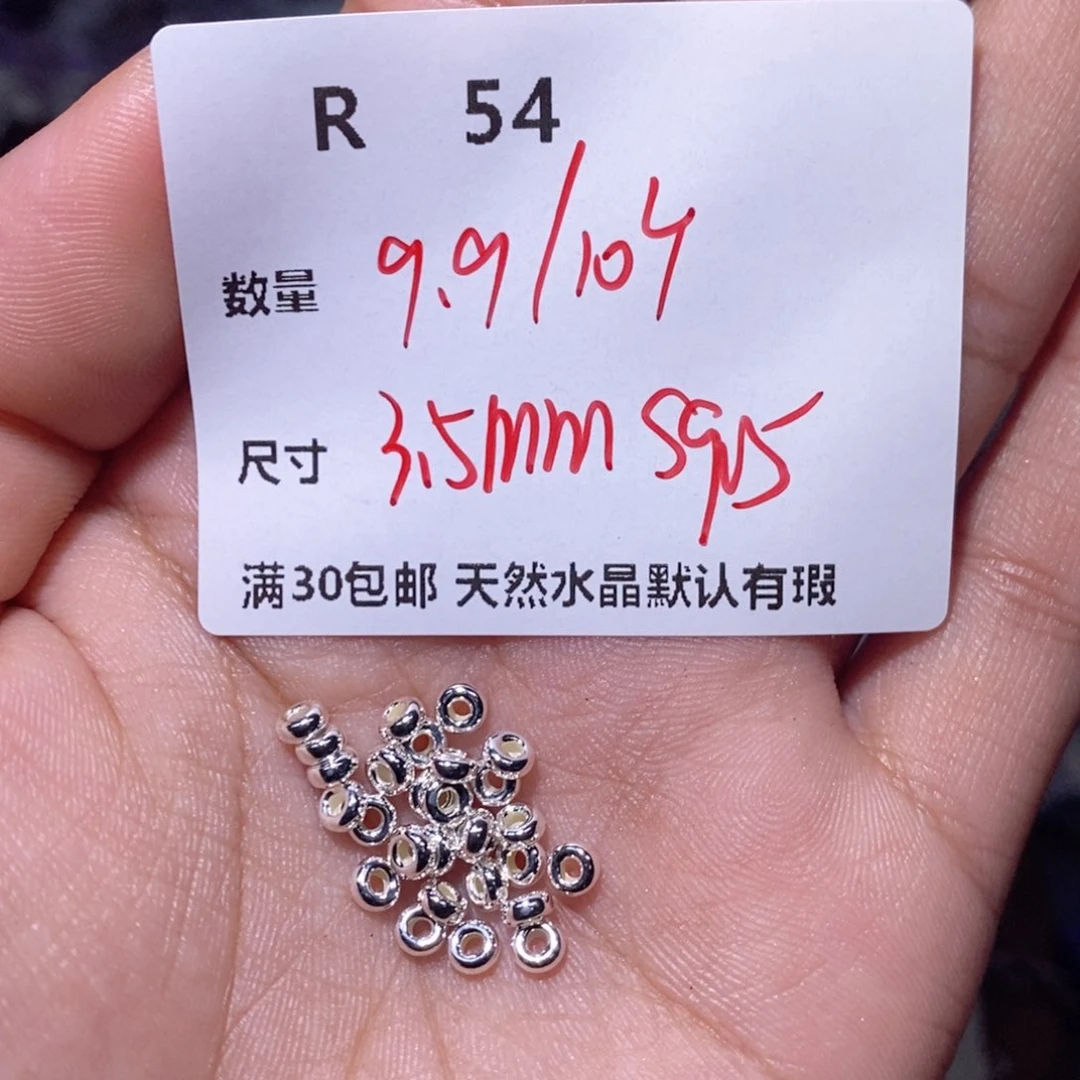 R 54
数量 9.9/10个
尺寸 3.5mm S925
满30包邮 天然水晶默认有瑕